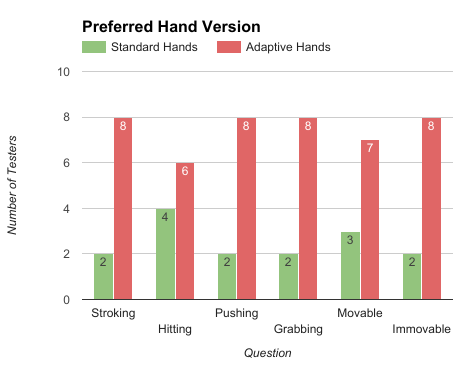 Preferred Hand Version
Standard Hands Adaptive Hands
Number of Testers
10
8
6
4
2
0
2 8 4 6 2 8 2 8 3 7 2 8
Stroking Hitting Pushing Grabbing Movable Immovable
Question